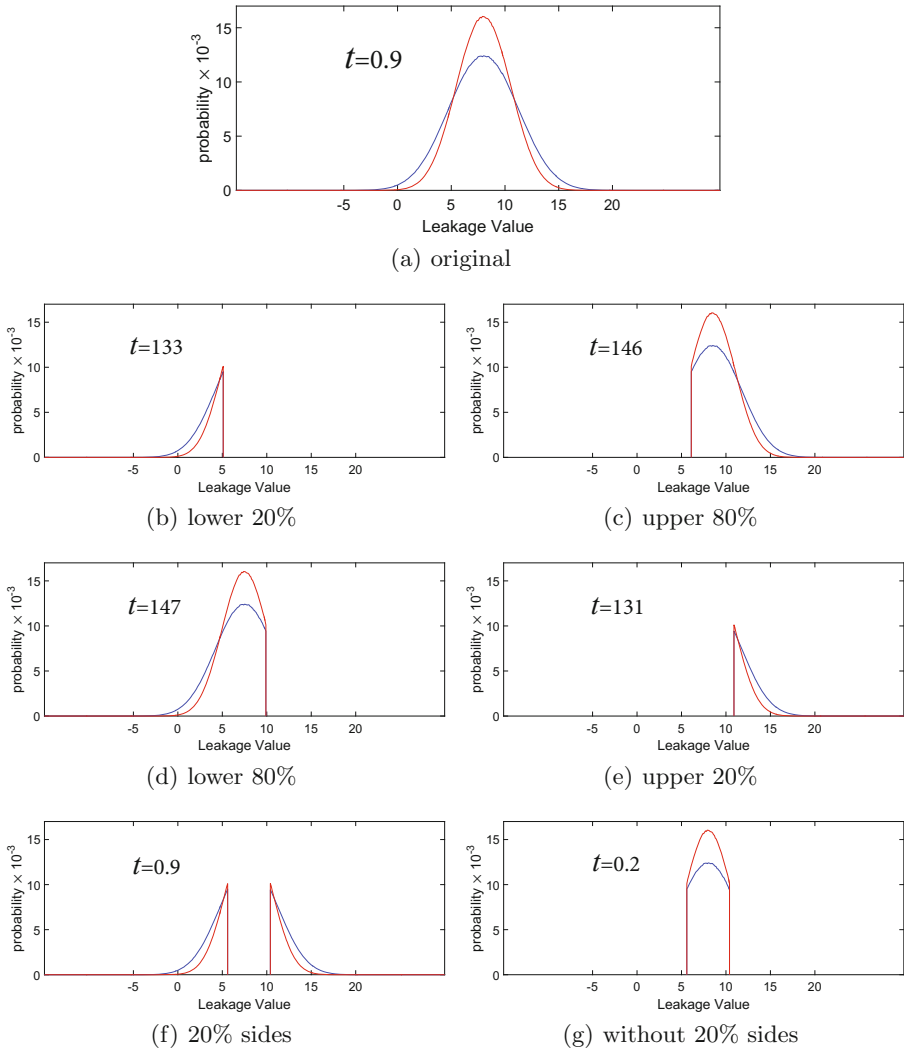 probability × 10⁻³
15
10
5
0
t=0.9
-5 0 5 10 15 20
Leakage Value
(a) original
probability × 10⁻³
15
10
5
0
t=133
-5 0 5 10 15 20
Leakage Value
(b) lower 20%
probability × 10⁻³
15
10
5
0
t=146
-5 0 5 10 15 20
Leakage Value
(c) upper 80%
probability × 10⁻³
15
10
5
0
t=147
-5 0 5 10 15 20
Leakage Value
(d) lower 80%
probability × 10⁻³
15
10
5
0
t=131
-5 0 5 10 15 20
Leakage Value
(e) upper 20%
probability × 10⁻³
15
10
5
0
t=0.9
-5 0 5 10 15 20
Leakage Value
(f) 20% sides
probability × 10⁻³
15
10
5
0
t=0.2
-5 0 5 10 15 20
Leakage Value
(g) without 20% sides